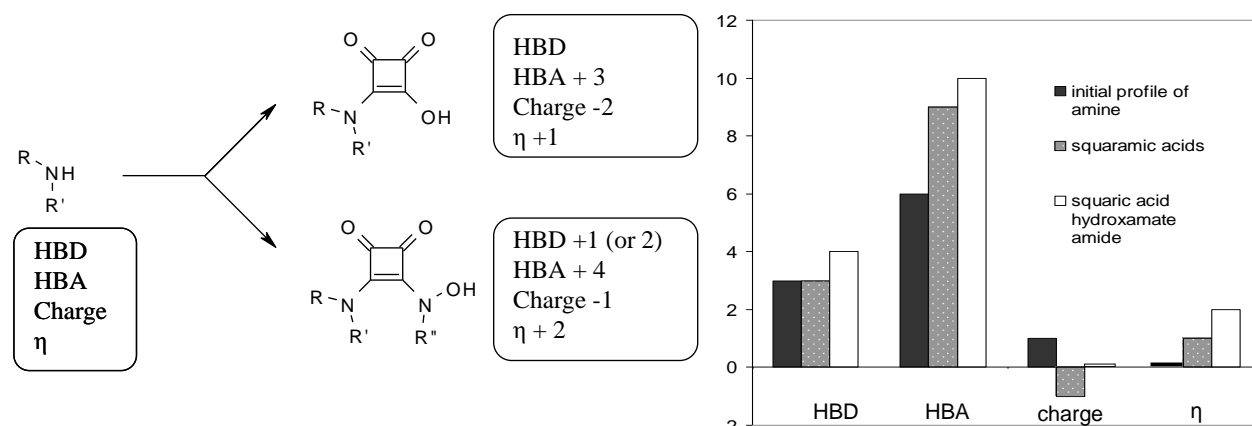 R
NH
R'
HBD
HBA
Charge
η
O O
R N OH
R'
HBD
HBA + 3
Charge -2
η +1
O O
R N N OH
R' R"
HBD +1 (or 2)
HBA + 4
Charge -1
η + 2
12
10
8
6
4
2
0
2
HBD HBA charge η
initial profile of
amine
squaramic acids
squaric acid
hydroxamate
amide